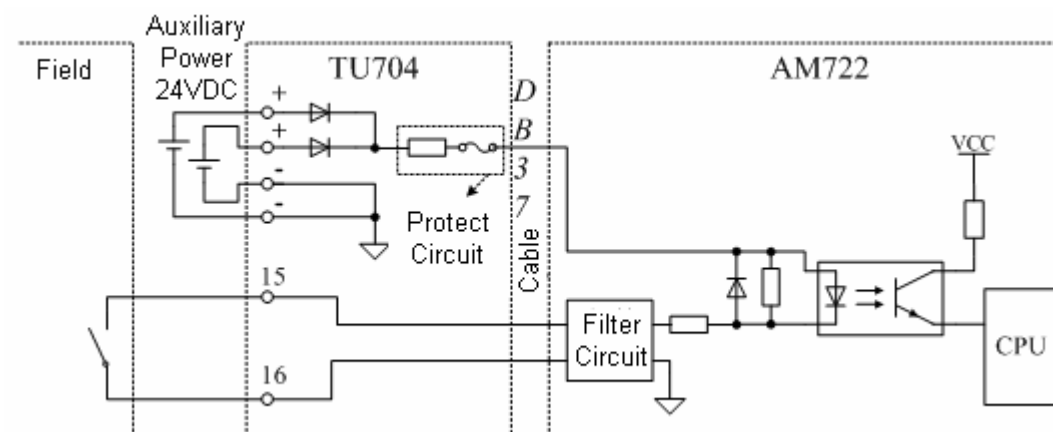 Auxiliary
Power
24VDC
Field
TU704
AM722
+
+
-
-
D
B
3
7
Cable
Protect
Circuit
VCC
15
16
Filter
Circuit
CPU